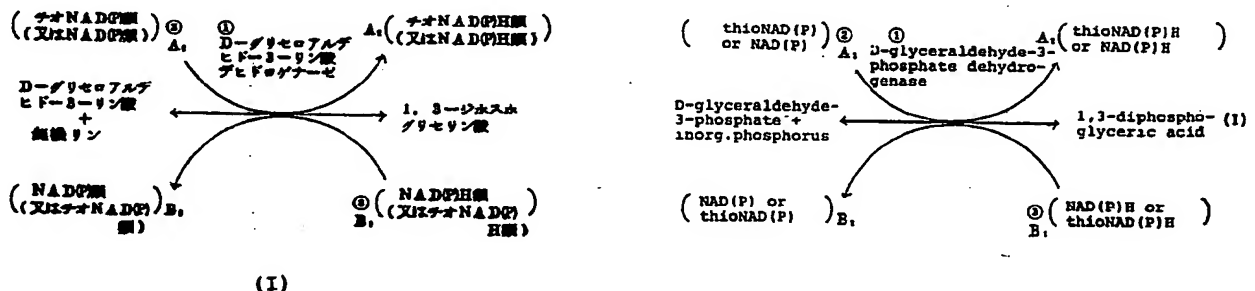 チオNAD(P)類
(又はNAD(P)類)
②
A₁
①
D-グリセロアルデ
ヒド-3-リン酸
デヒドロゲナーゼ
A₂
チオNAD(P)H類
(又はNAD(P)H類)
D-グリセロアルデ
ヒド-3-リン酸
+
無機リン
1, 3-ジホスホ
グリセリン酸
NAD(P)類
(又はチオNAD(P)
類)
B₂
③
B₁
NAD(P)H類
(又はチオNAD(P)
H類)
(I)
thioNAD(P)
or NAD(P)
②
A₁
①
D-glyceraldehyde-3-
phosphate dehydro-
genase
thioNAD(P)H
or NAD(P)H
D-glyceraldehyde-
3-phosphate +
inorg.phosphorus
1,3-diphospho-
glyceric acid
(I)
NAD(P) or
thioNAD(P)
③
NAD(P)H or
thioNAD(P)H